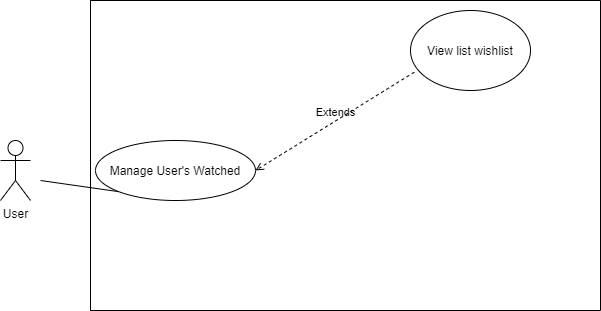 View list wishlist
Extends
Manage User's Watched
User